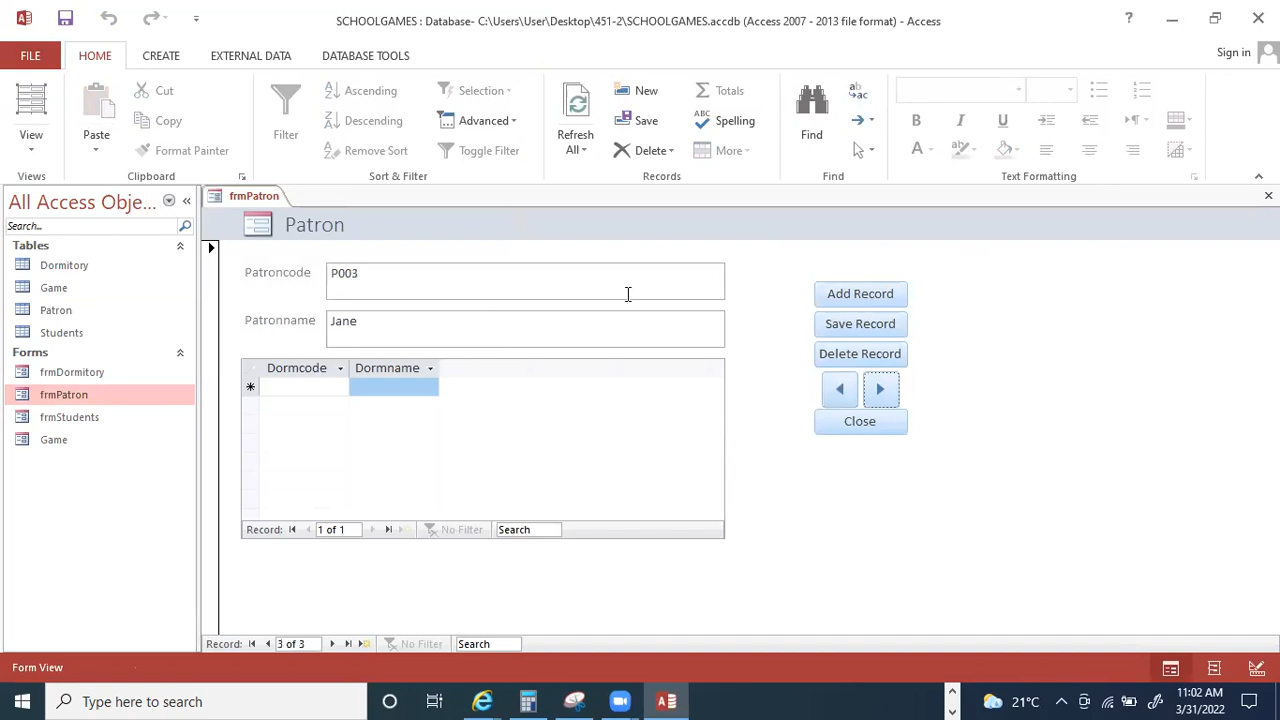 SCHOOLGAMES : Database- C:\Users\User\Desktop\451-2\SCHOOLGAMES.accdb (Access 2007 - 2013 file format) - Access
FILE HOME CREATE EXTERNAL DATA DATABASE TOOLS Sign in
View
Views
Paste
Cut
Copy
Format Painter
Clipboard
Filter
Ascending
Descending
Remove Sort
Selection
Advanced
Toggle Filter
Sort & Filter
Refresh
All
New
Save
Delete
Totals
Spelling
More
Records
Find
Find
Text Formatting
All Access Obje...
Search...
Tables
Dormitory
Game
Patron
Students
Forms
frmDormitory
frmPatron
frmStudents
Game
frmPatron
Patron
Patroncode P003
Patronname Jane
Dormcode Dormname
Record: 1 of 1 No Filter Search
Add Record
Save Record
Delete Record
Close
Record: 3 of 3 No Filter Search
Form View
Type here to search
21°C
11:02 AM
3/31/2022